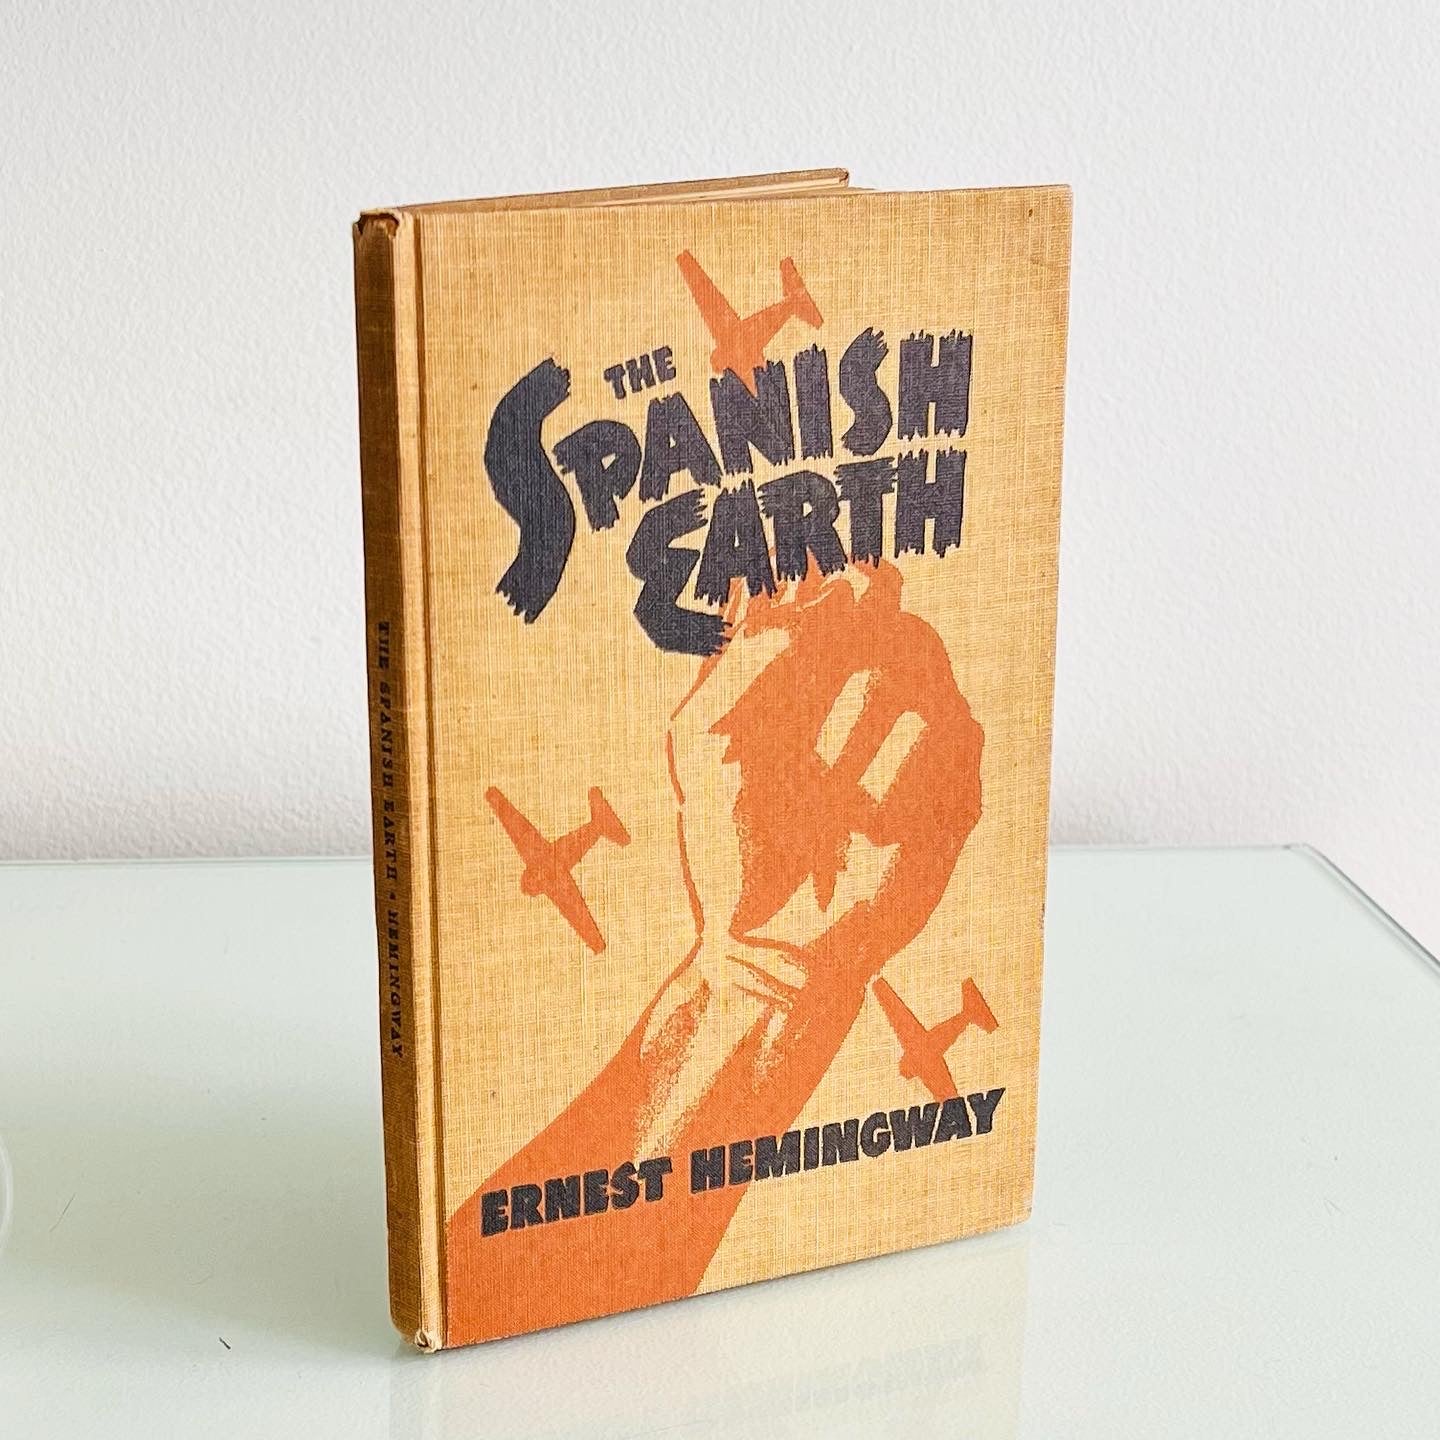 THE
SPANISH
EARTH
ERNEST HEMINGWAY
THE SPANISH EARTH • HEMINGWAY